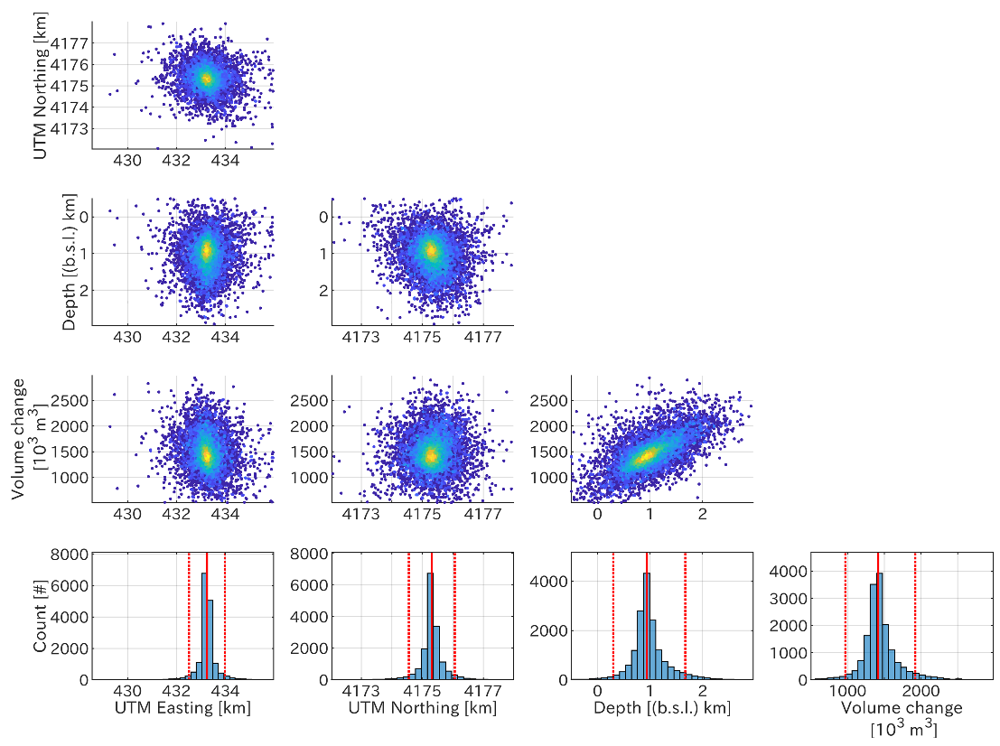 UTM Northing [km]
4177
4176
4175
4174
4173
430 432 434
Depth [(b.s.l.) km]
0
1
2
430 432 434
0
1
2
4173 4175 4177
Volume change
[10³ m³]
2500
2000
1500
1000
430 432 434
2500
2000
1500
1000
4173 4175 4177
2500
2000
1500
1000
0 1 2
Count [#]
8000
6000
4000
2000
0
430 432 434
UTM Easting [km]
8000
6000
4000
2000
0
4173 4175 4177
UTM Northing [km]
4000
2000
0
0 1 2
Depth [(b.s.l.) km]
4000
3000
2000
1000
0
1000 2000
Volume change
[10³ m³]